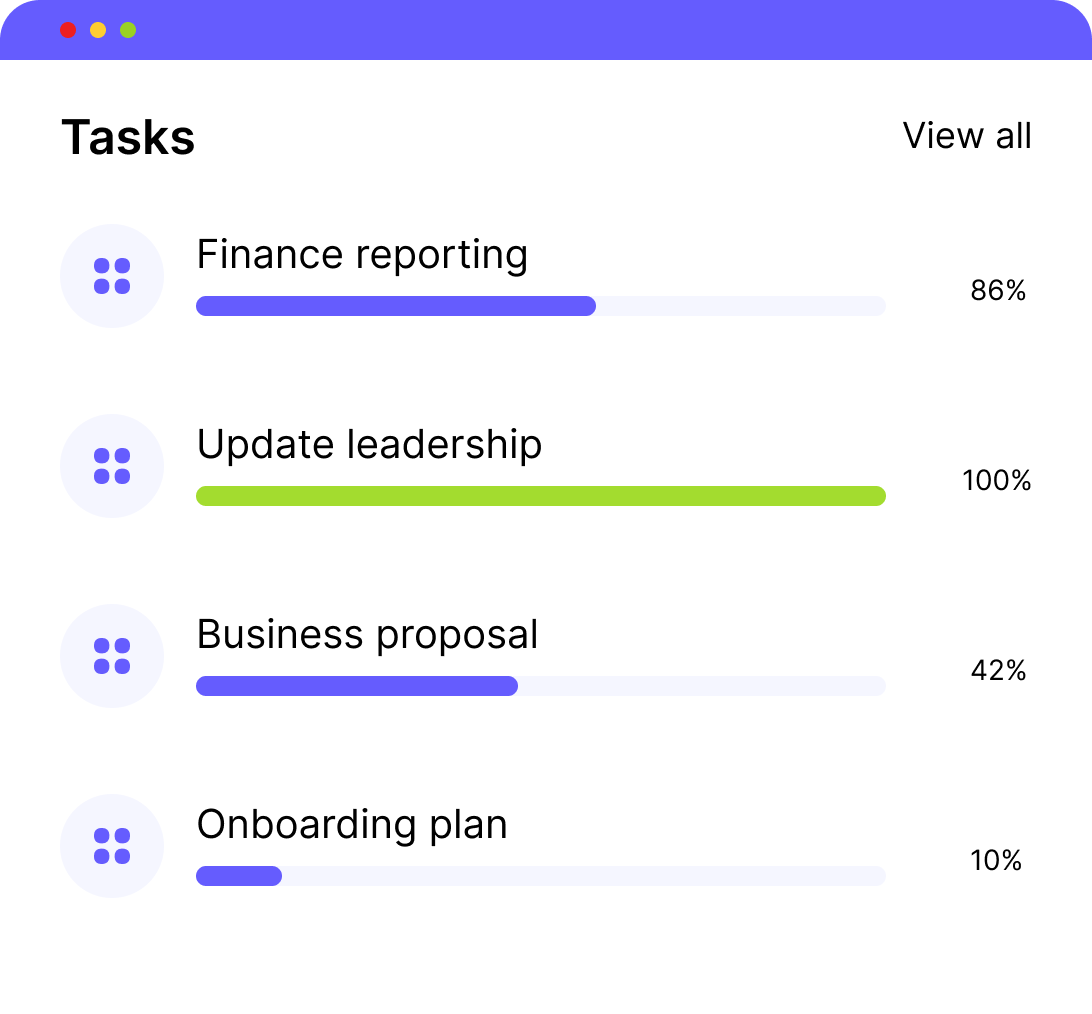 Tasks
View all
Finance reporting
86%
Update leadership
100%
Business proposal
42%
Onboarding plan
10%